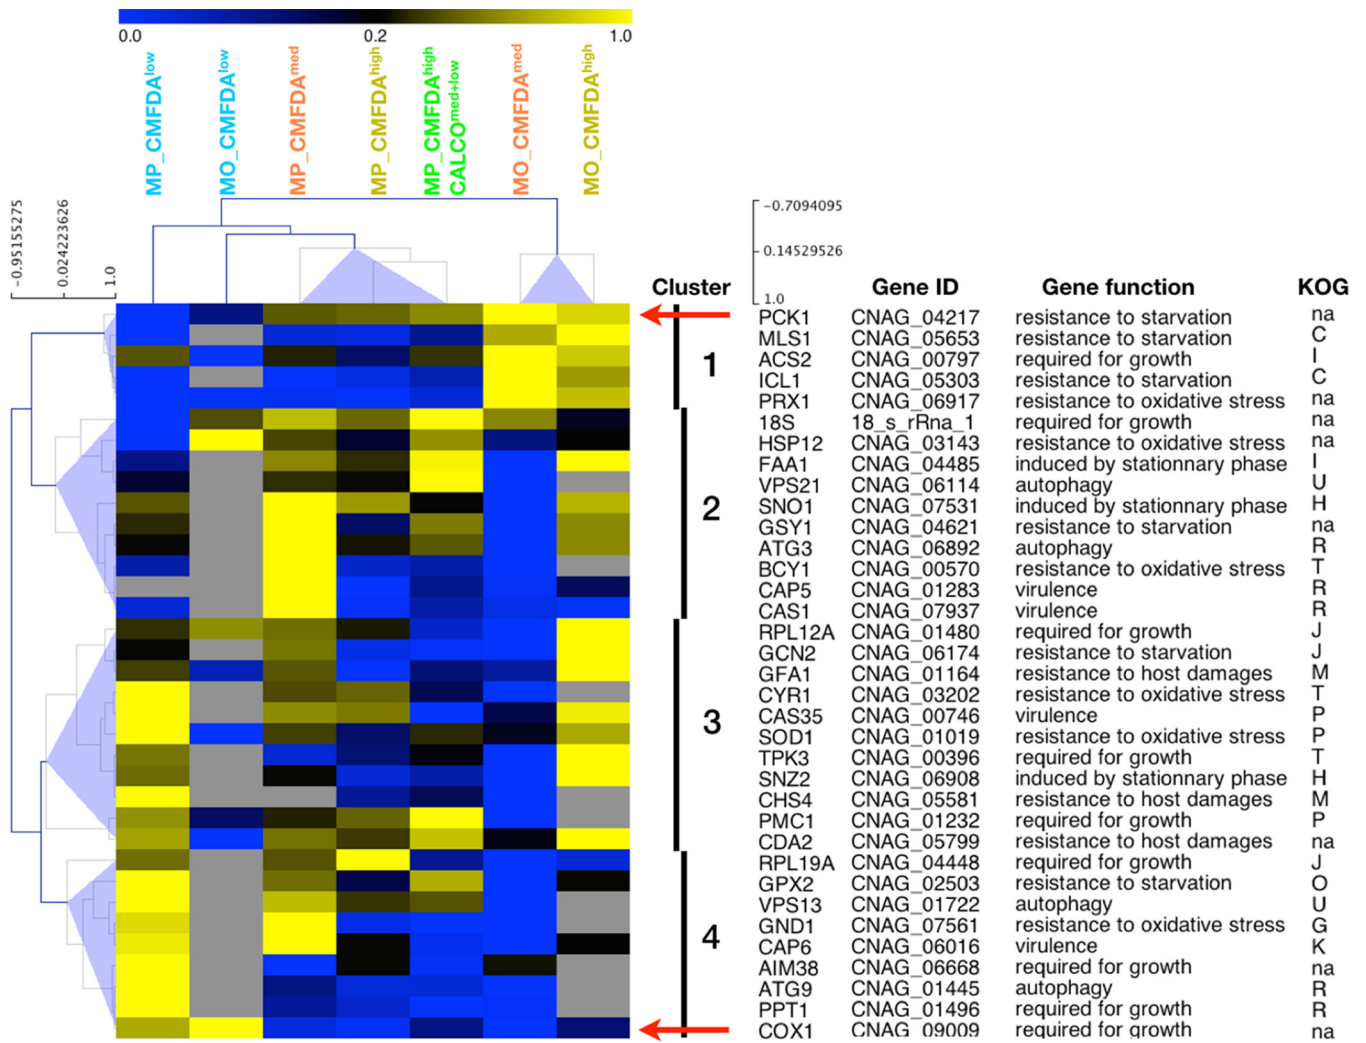 0.0 0.2 1.0
MP_CMFDAlow
MO_CMFDAlow
MP_CMFDAmed
MP_CMFDAhigh
MP_CMFDAhigh
CALCOmed+low
MO_CMFDAmed
MO_CMFDAhigh
-0.95155275
0.024223626
1.0
-0.7094095
0.14529526
1.0
Cluster Gene ID Gene function KOG
PCK1 CNAG_04217 resistance to starvation na
MLS1 CNAG_05653 resistance to starvation C
1
ACS2 CNAG_00797 required for growth I
ICL1 CNAG_05303 resistance to starvation C
PRX1 CNAG_06917 resistance to oxidative stress na
18S 18_s_rRna_1 required for growth na
HSP12 CNAG_03143 resistance to oxidative stress na
FAA1 CNAG_04485 induced by stationnary phase I
VPS21 CNAG_06114 autophagy U
2
SNO1 CNAG_07531 induced by stationnary phase H
GSY1 CNAG_04621 resistance to starvation na
ATG3 CNAG_06892 autophagy R
BCY1 CNAG_00570 resistance to oxidative stress T
CAP5 CNAG_01283 virulence R
CAS1 CNAG_07937 virulence R
RPL12A CNAG_01480 required for growth J
GCN2 CNAG_06174 resistance to starvation J
GFA1 CNAG_01164 resistance to host damages M
CYR1 CNAG_03202 resistance to oxidative stress T
3
CAS35 CNAG_00746 virulence P
SOD1 CNAG_01019 resistance to oxidative stress P
TPK3 CNAG_00396 required for growth T
SNZ2 CNAG_06908 induced by stationnary phase H
CHS4 CNAG_05581 resistance to host damages M
PMC1 CNAG_01232 required for growth P
CDA2 CNAG_05799 resistance to host damages na
RPL19A CNAG_04448 required for growth J
GPX2 CNAG_02503 resistance to starvation O
VPS13 CNAG_01722 autophagy U
GND1 CNAG_07561 resistance to oxidative stress G
4
CAP6 CNAG_06016 virulence K
AIM38 CNAG_06668 required for growth na
ATG9 CNAG_01445 autophagy R
PPT1 CNAG_01496 required for growth R
COX1 CNAG_09009 required for growth na